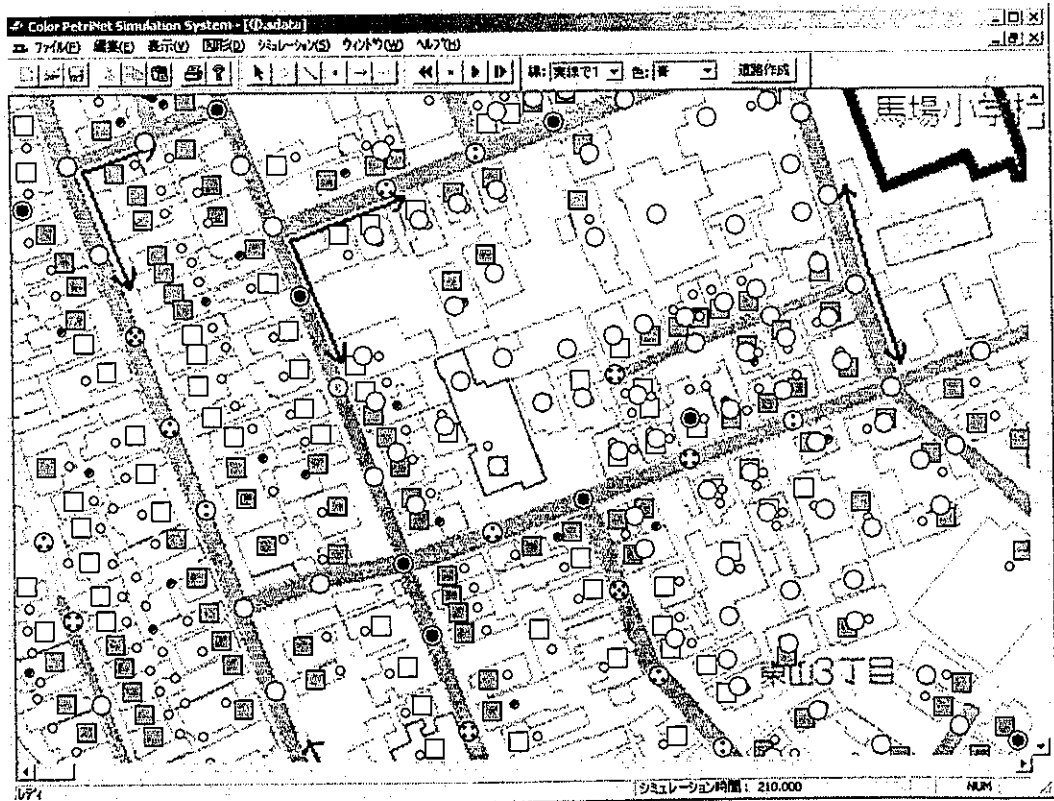 Color PetriNet Simulation System - [(D.sdata)]
ファイル(F) 編集(E) 表示(V) 図形(D) シミュレーション(S) ウィンドウ(W) ヘルプ(H)
線: 実線で1 色: 青 道路作成
馬場小学
東山3丁目
レディ
シミュレーション時間: 210.000
NUM